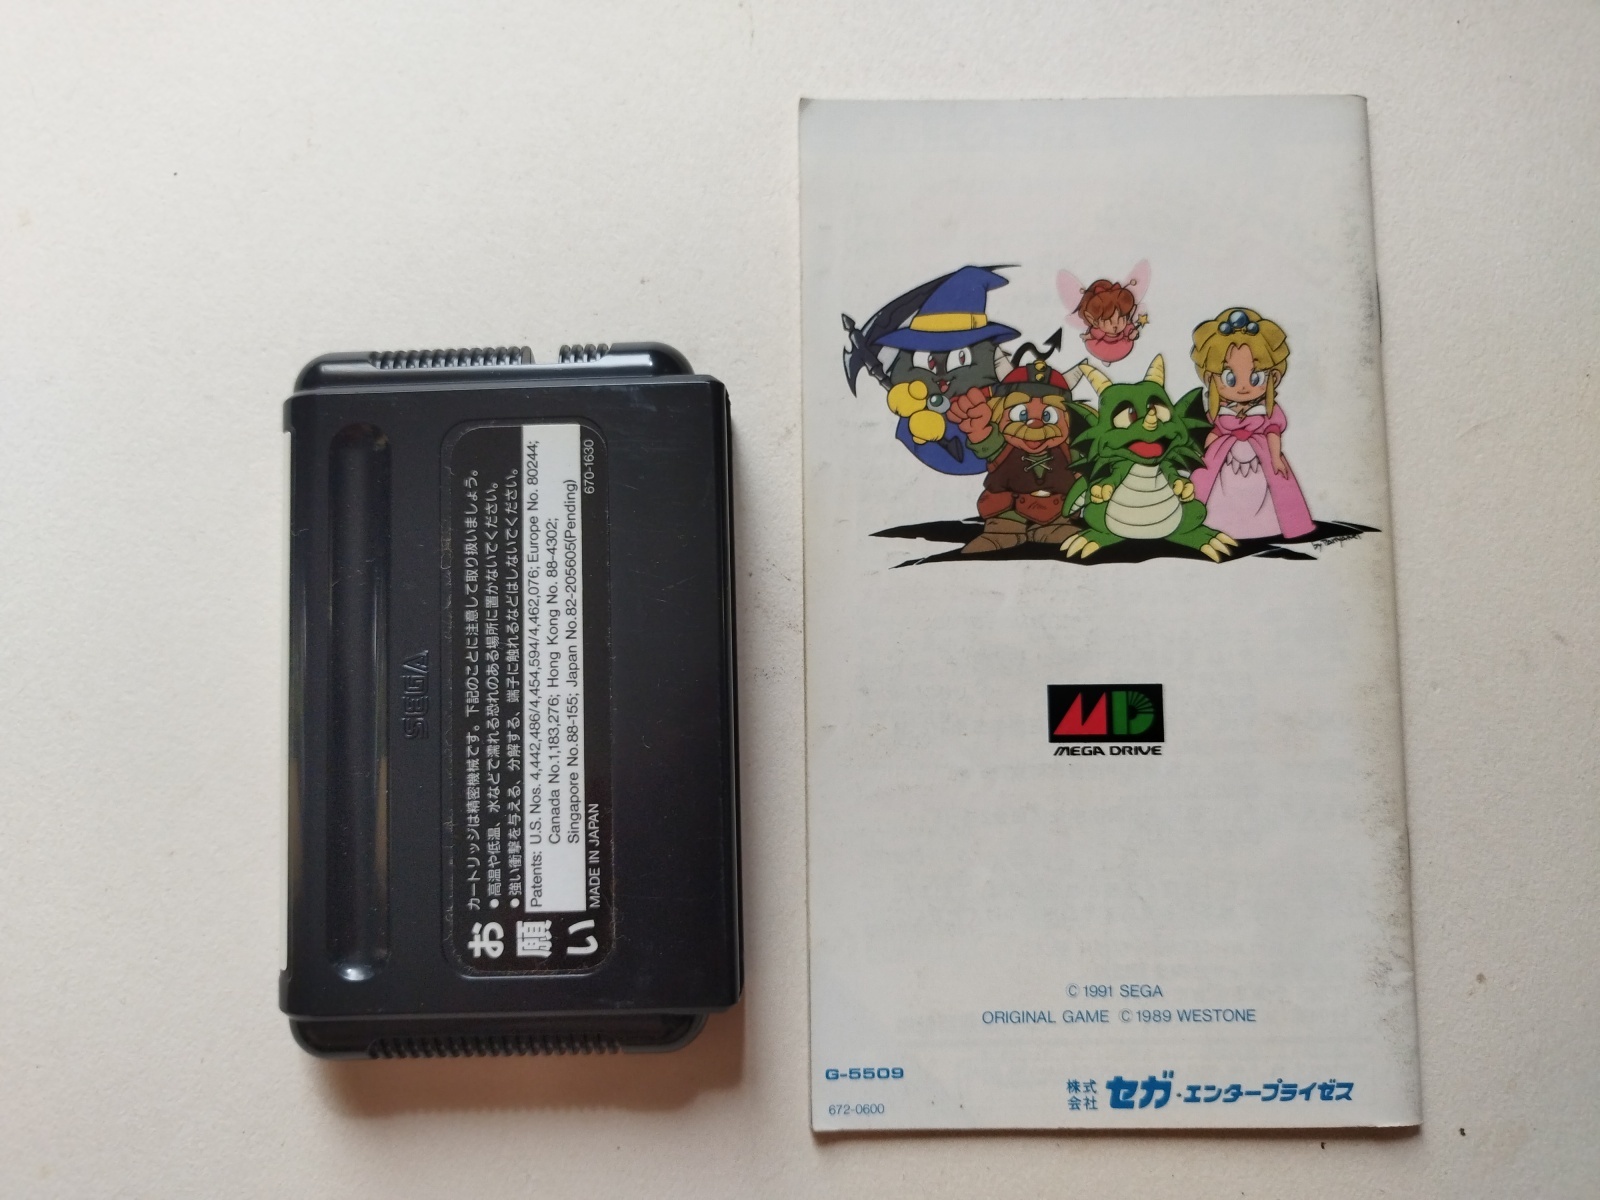 SEGA
お願い
カートリッジは精密機械です。下記のことに注意して取り扱いましょう。
●高温や低温、水などで濡れる恐れのある場所に置かないでください。
●強い衝撃を与える、分解する、端子に触れるなどはしないでください。
Patents: U.S. Nos. 4,442,486/4,454,594/4,462,076; Europe No. 80244;
Canada No.1,183,276; Hong Kong No. 88-4302;
Singapore No.88-155; Japan No.82-205605(Pending)
MADE IN JAPAN
670-1630
MEGA DRIVE
© 1991 SEGA
ORIGINAL GAME © 1989 WESTONE
G-5509
672-0600
株式会社 セガ・エンタープライゼス